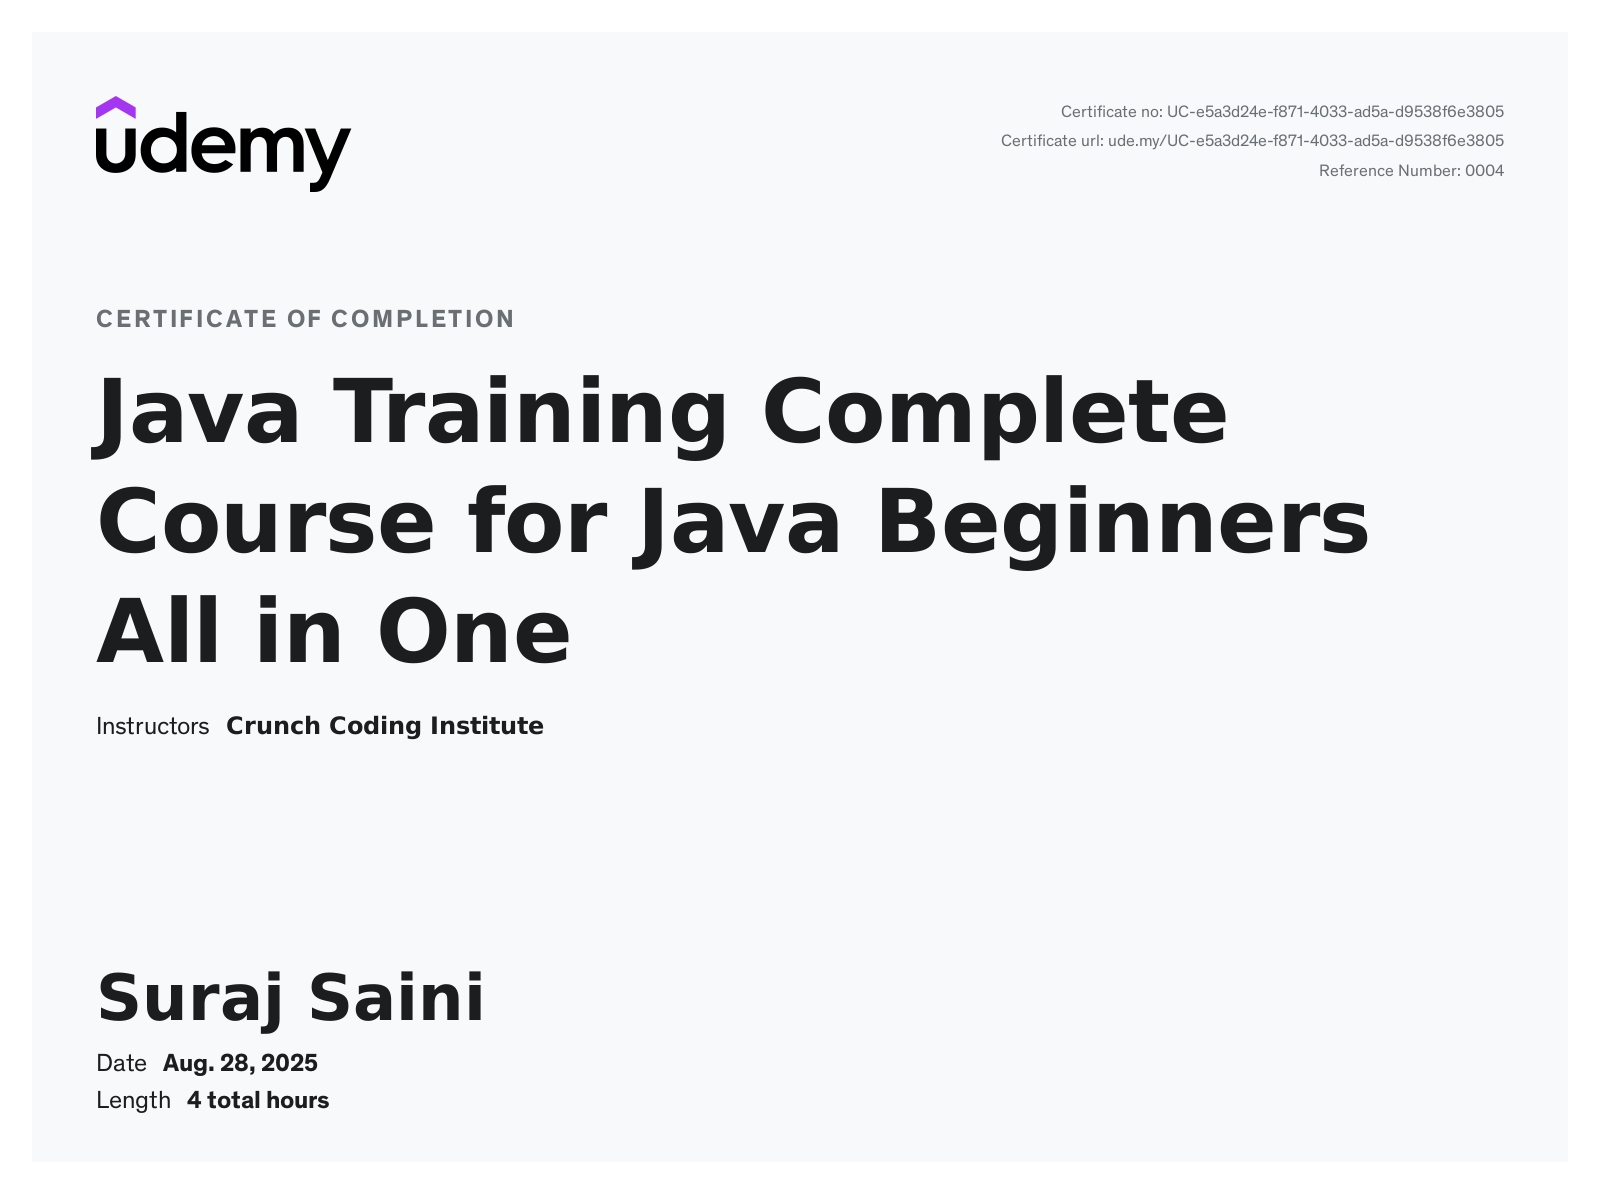 udemy
Certificate no: UC-e5a3d24e-f871-4033-ad5a-d9538f6e3805
Certificate url: ude.my/UC-e5a3d24e-f871-4033-ad5a-d9538f6e3805
Reference Number: 0004
CERTIFICATE OF COMPLETION
Java Training Complete
Course for Java Beginners
All in One
Instructors Crunch Coding Institute
Suraj Saini
Date Aug. 28, 2025
Length 4 total hours